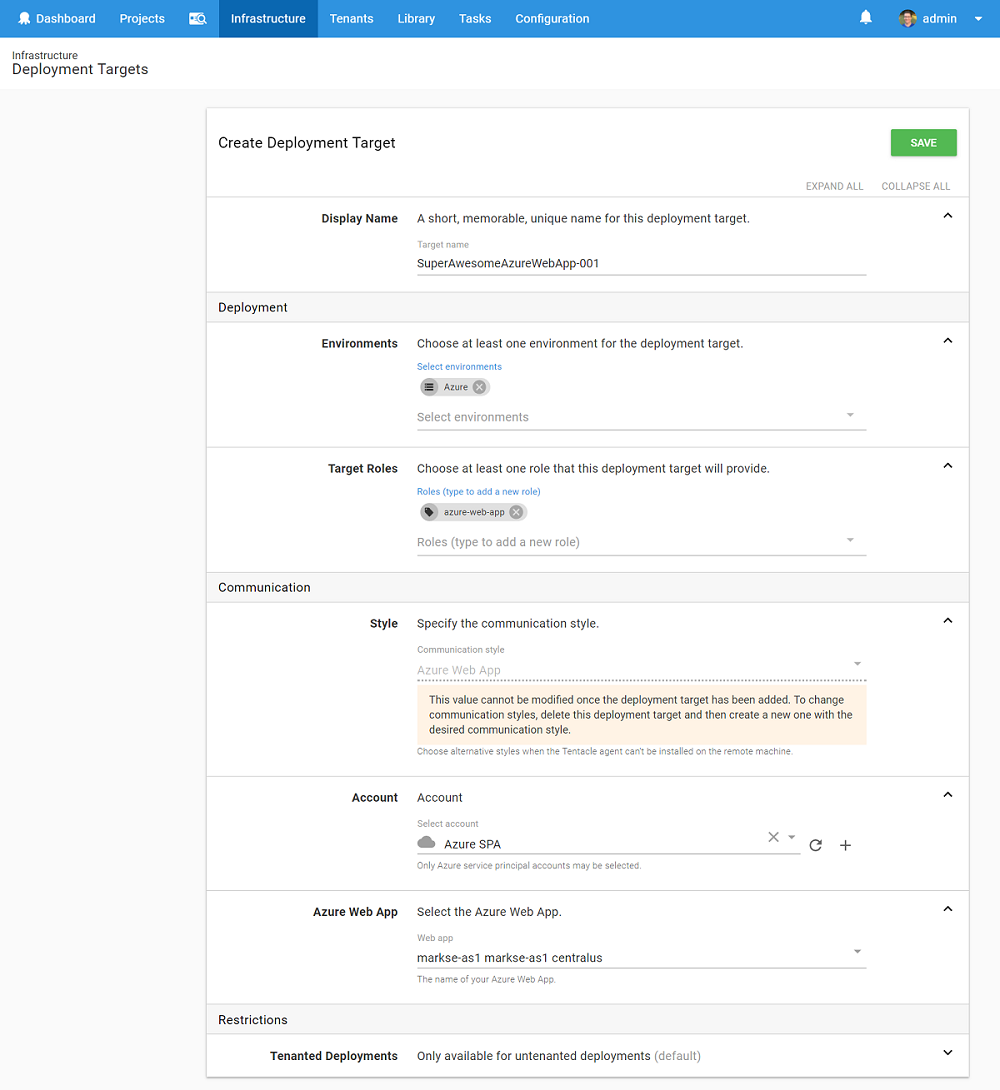 Dashboard Projects Infrastructure Tenants Library Tasks Configuration admin
Infrastructure
Deployment Targets
Create Deployment Target
SAVE
EXPAND ALL COLLAPSE ALL
Display Name A short, memorable, unique name for this deployment target.
Target name
SuperAwesomeAzureWebApp-001
Deployment
Environments Choose at least one environment for the deployment target.
Select environments
Azure
Select environments
Target Roles Choose at least one role that this deployment target will provide.
Roles (type to add a new role)
azure-web-app
Roles (type to add a new role)
Communication
Style Specify the communication style.
Communication style
Azure Web App
This value cannot be modified once the deployment target has been added. To change
communication styles, delete this deployment target and then create a new one with the
desired communication style.
Choose alternative styles when the Tentacle agent can't be installed on the remote machine.
Account Account
Select account
Azure SPA
Only Azure service principal accounts may be selected.
Azure Web App Select the Azure Web App.
Web app
markse-as1 markse-as1 centralus
The name of your Azure Web App.
Restrictions
Tenanted Deployments Only available for untenanted deployments (default)